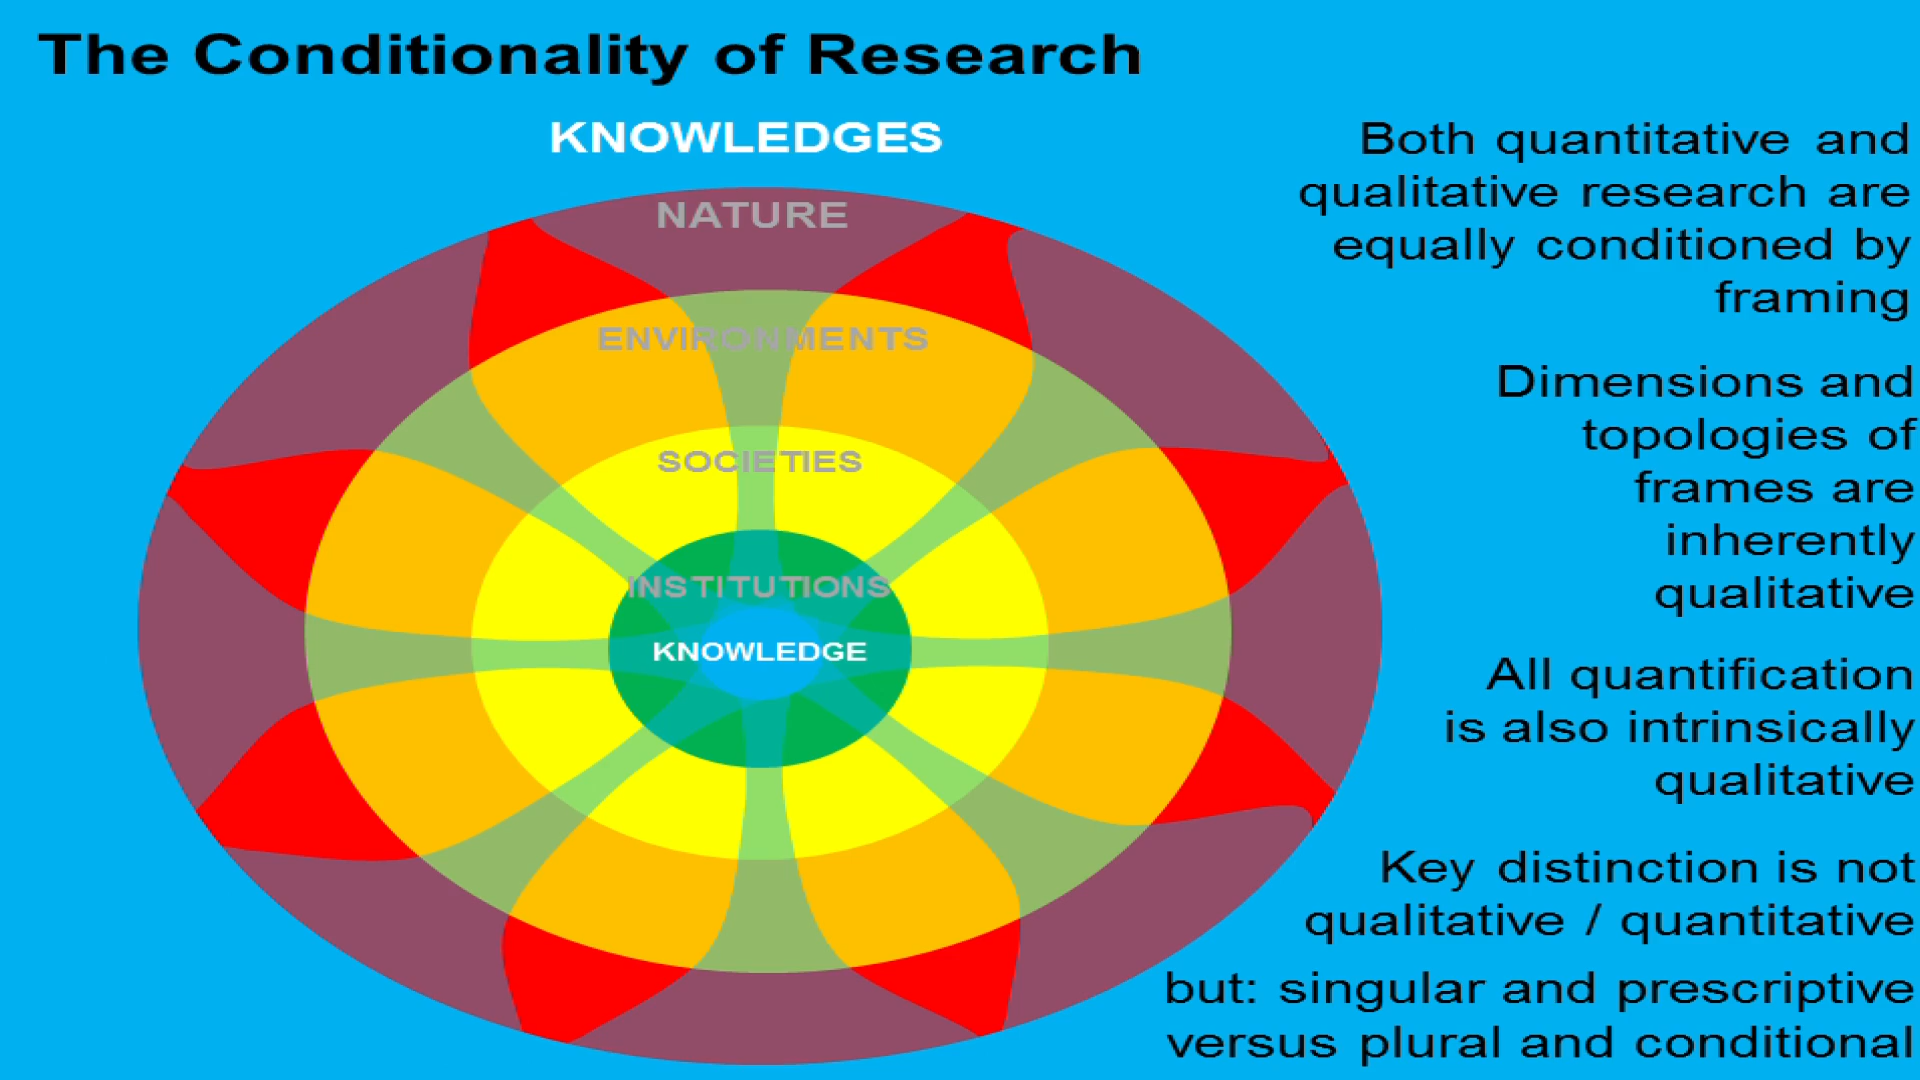 The Conditionality of Research
KNOWLEDGES
NATURE
ENVIRONMENTS
SOCIETIES
INSTITUTIONS
KNOWLEDGE
Both quantitative and
qualitative research are
equally conditioned by
framing
Dimensions and
topologies of
frames are
inherently
qualitative
All quantification
is also intrinsically
qualitative
Key distinction is not
qualitative / quantitative
but: singular and prescriptive
versus plural and conditional